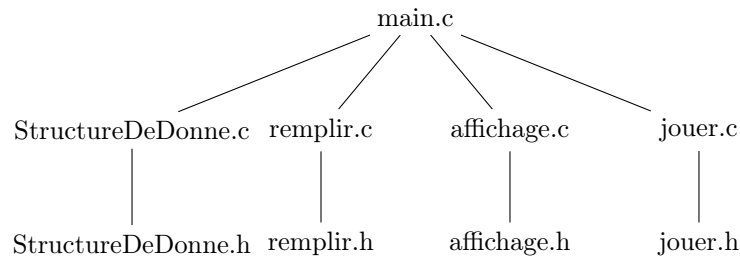 main.c
StructureDeDonne.c remplir.c affichage.c jouer.c
StructureDeDonne.h remplir.h affichage.h jouer.h